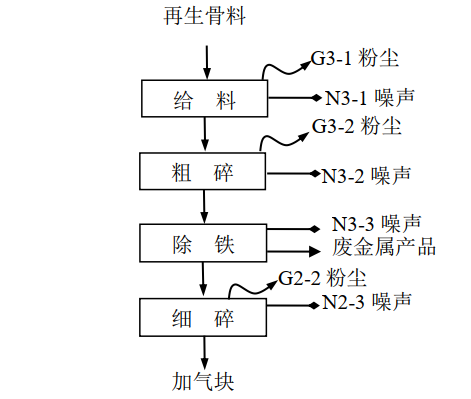 再生骨料
G3-1 粉尘
给 料
N3-1 噪声
G3-2 粉尘
粗 碎
N3-2 噪声
N3-3 噪声
除 铁
废金属产品
G2-2 粉尘
细 碎
N2-3 噪声
加气块